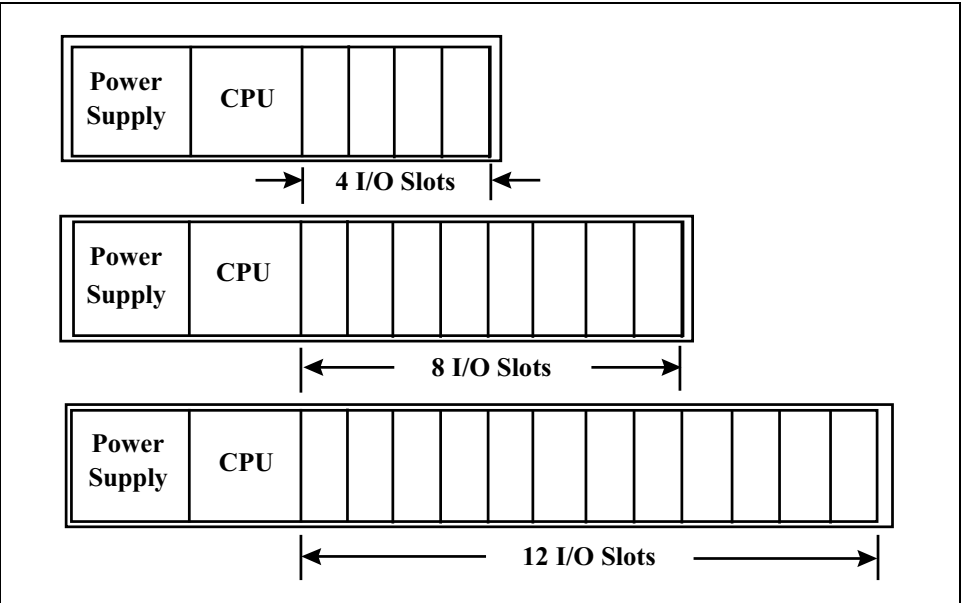 Power
Supply
CPU
4 I/O Slots
Power
Supply
CPU
8 I/O Slots
Power
Supply
CPU
12 I/O Slots